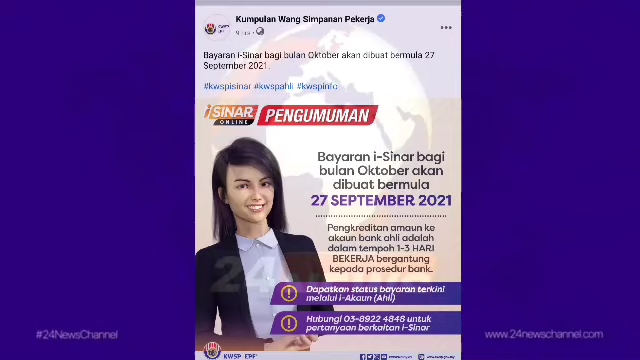 Kumpulan Wang Simpanan Pekerja
KWSP
EPF
Bayaran i-Sinar bagi bulan Oktober akan dibuat bermula 27
September 2021.
#kwspisinar #kwspahli #kwspinfo
iSINAR
ONLINE
PENGUMUMAN
Bayaran i-Sinar bagi
bulan Oktober akan
dibuat bermula
27 SEPTEMBER 2021
Pengkreditan amaun ke
akaun bank ahli adalah
dalam tempoh 1-3 HARI
BEKERJA bergantung
kepada prosedur bank.
Dapatkan status bayaran terkini
melalui i-Akaun (Ahli)
Hubungi 03-8922 4848 untuk
pertanyaan berkaitan i-Sinar
#24NewsChannel
www.24newschannel.com
KWSP EPF